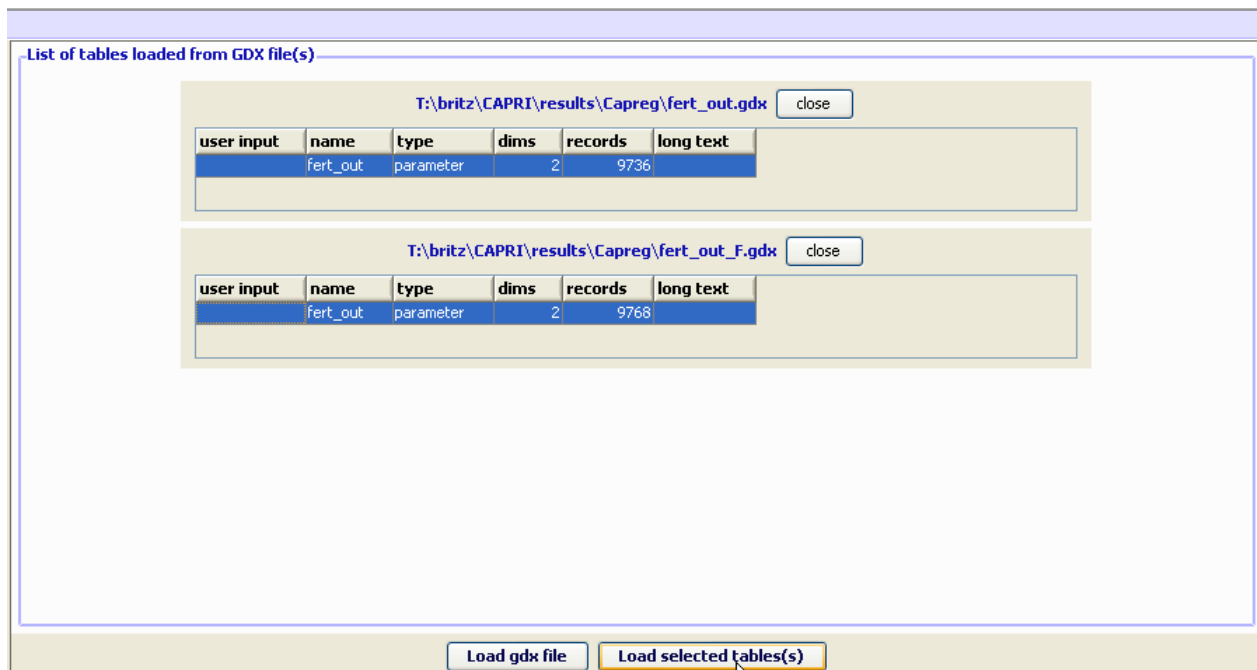 List of tables loaded from GDX file(s)
T:\britz\CAPRI\results\Capreg\fert_out.gdx close
user input name type dims records long text
fert_out parameter 2 9736
T:\britz\CAPRI\results\Capreg\fert_out_F.gdx close
user input name type dims records long text
fert_out parameter 2 9768
Load gdx file Load selected tables(s)